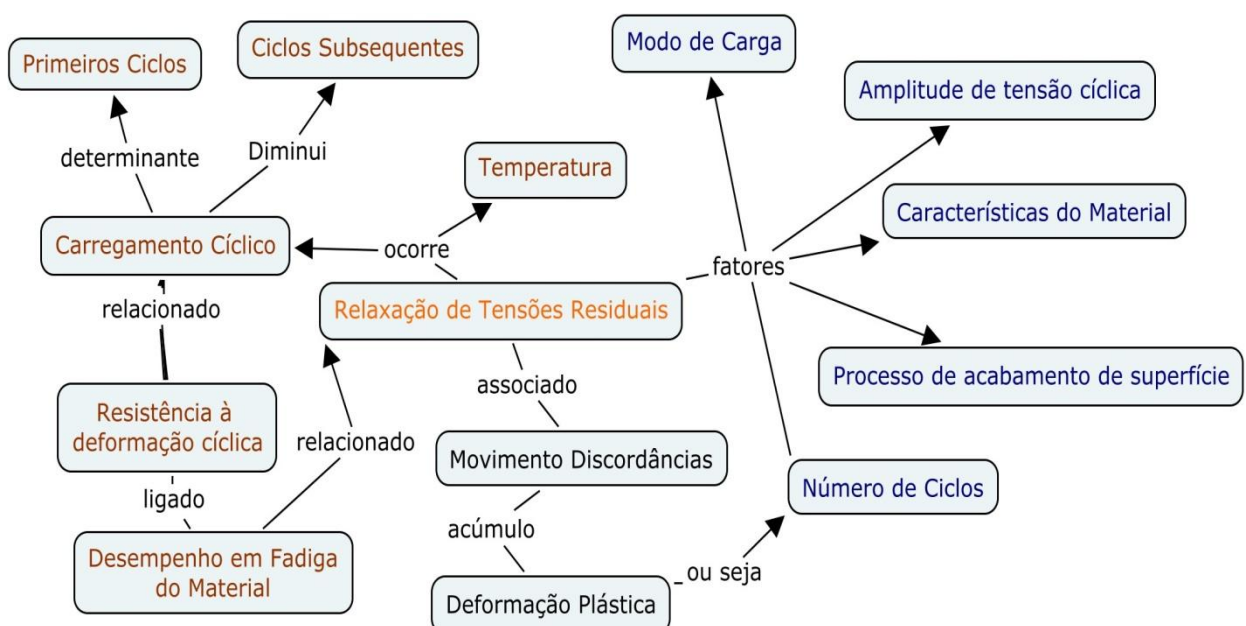 Primeiros Ciclos
Ciclos Subsequentes
Modo de Carga
Amplitude de tensão cíclica
determinante
Diminui
Temperatura
Características do Material
Carregamento Cíclico
ocorre
fatores
relacionado
Relaxação de Tensões Residuais
associado
Processo de acabamento de superfície
Resistência à
deformação cíclica
relacionado
Movimento Discordâncias
Número de Ciclos
ligado
acúmulo
Desempenho em Fadiga
do Material
ou seja
Deformação Plástica